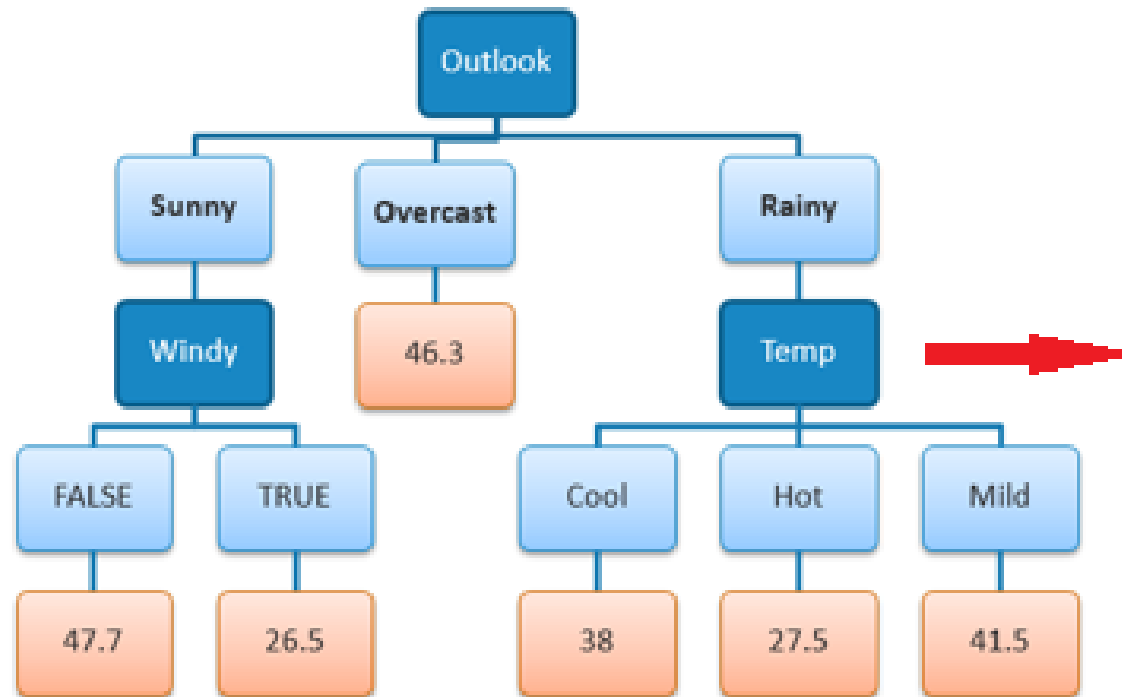 Outlook
Sunny
Overcast
Rainy
Windy
46.3
Temp
FALSE
TRUE
Cool
Hot
Mild
47.7
26.5
38
27.5
41.5